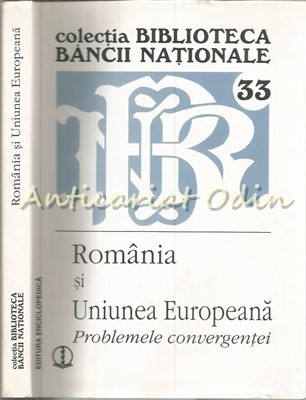 colecția BIBLIOTECA
BĂNCII NAȚIONALE
33
BNR
Anticariat Odin
România
și
Uniunea Europeană
Problemele convergenței
România și Uniunea Europeană
EDITURA ENCICLOPEDICĂ
colecția BIBLIOTECA
BĂNCII NAȚIONALE